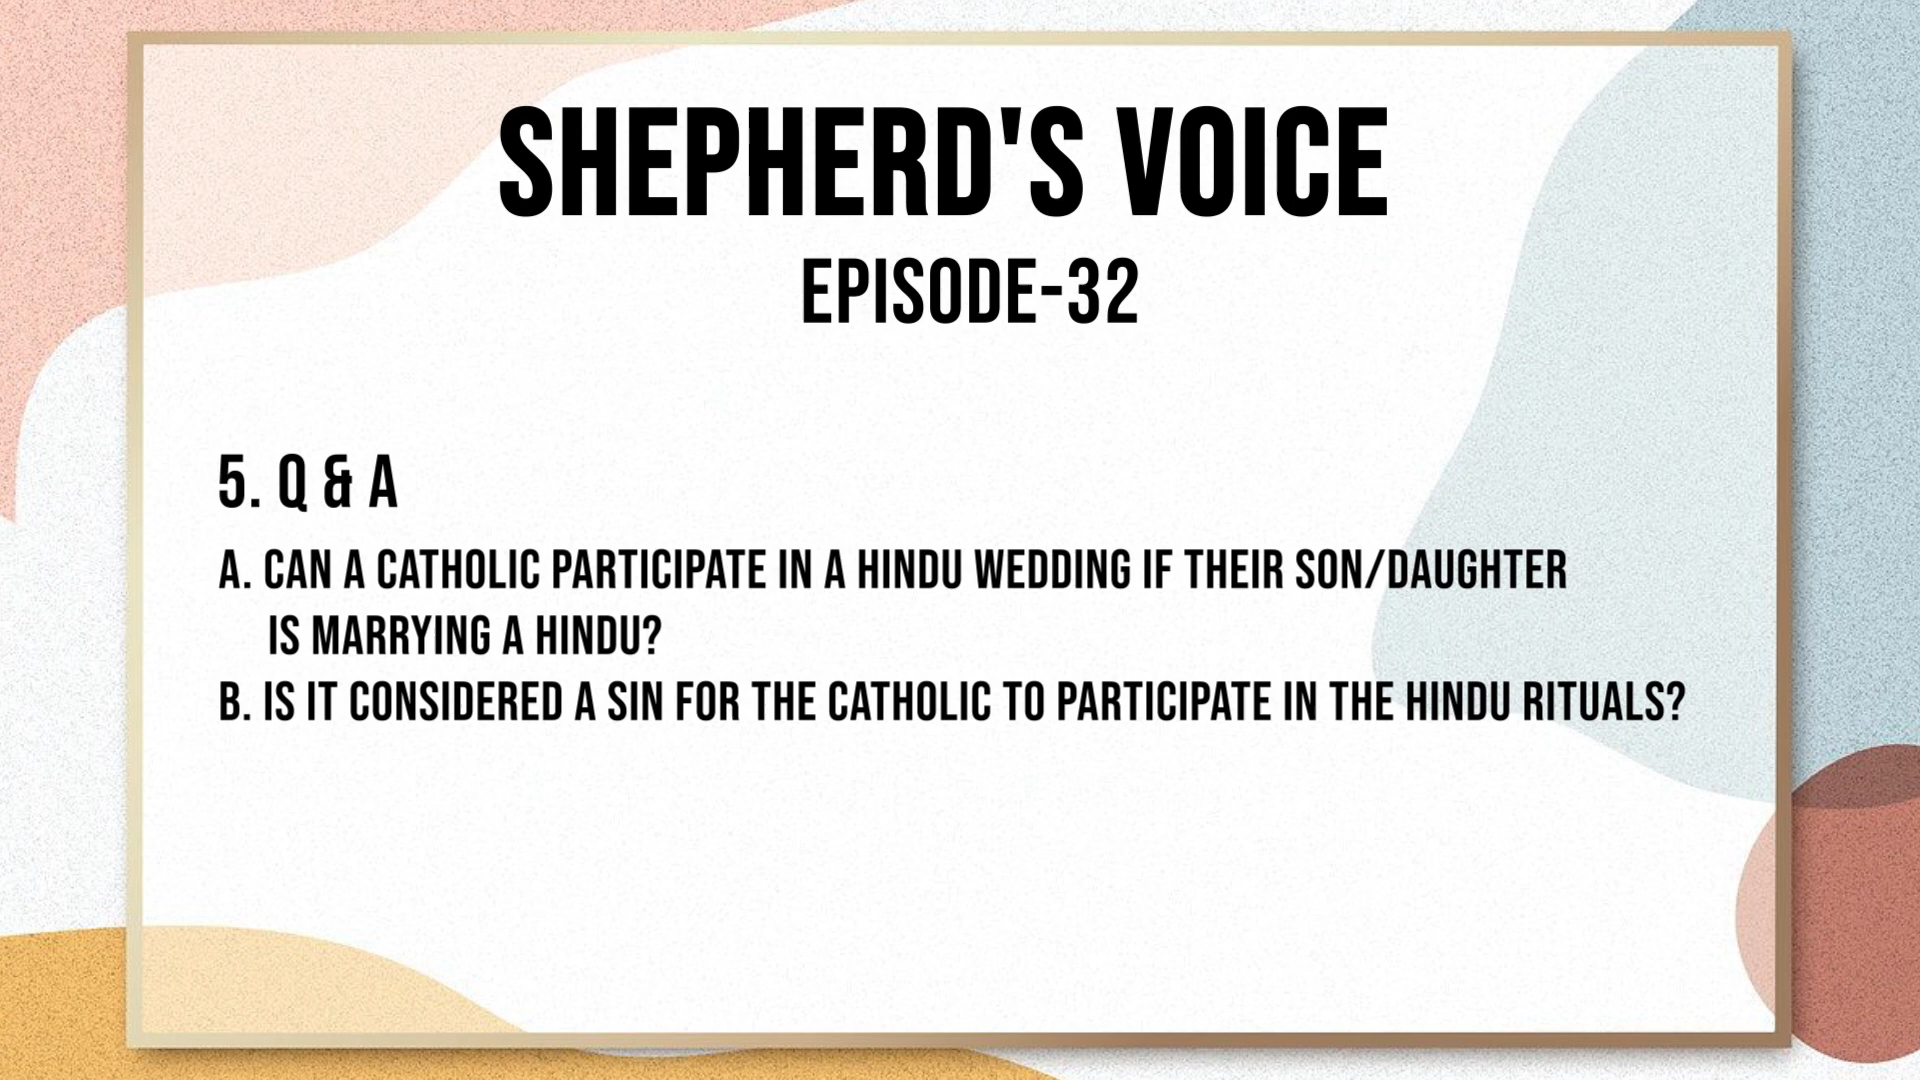 SHEPHERD'S VOICE
EPISODE-32
5. Q & A
A. CAN A CATHOLIC PARTICIPATE IN A HINDU WEDDING IF THEIR SON/DAUGHTER
IS MARRYING A HINDU?
B. IS IT CONSIDERED A SIN FOR THE CATHOLIC TO PARTICIPATE IN THE HINDU RITUALS?